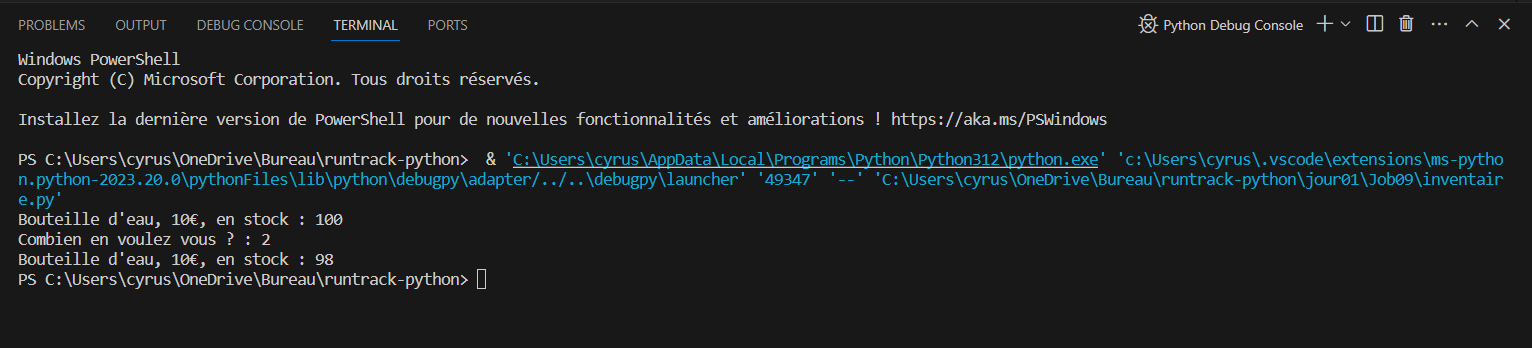 PROBLEMS OUTPUT DEBUG CONSOLE TERMINAL PORTS Python Debug Console
Windows PowerShell
Copyright (C) Microsoft Corporation. Tous droits réservés.
Installez la dernière version de PowerShell pour de nouvelles fonctionnalités et améliorations ! https://aka.ms/PSWindows
PS C:\Users\cyrus\OneDrive\Bureau\runtrack-python>  & 'C:\Users\cyrus\AppData\Local\Programs\Python\Python312\python.exe' 'c:\Users\cyrus\.vscode\extensions\ms-pytho
n.python-2023.20.0\pythonFiles\lib\python\debugpy\adapter/../..\debugpy\launcher' '49347' '--' 'C:\Users\cyrus\OneDrive\Bureau\runtrack-python\jour01\Job09\inventair
e.py'
Bouteille d'eau, 10€, en stock : 100
Combien en voulez vous ? : 2
Bouteille d'eau, 10€, en stock : 98
PS C:\Users\cyrus\OneDrive\Bureau\runtrack-python>